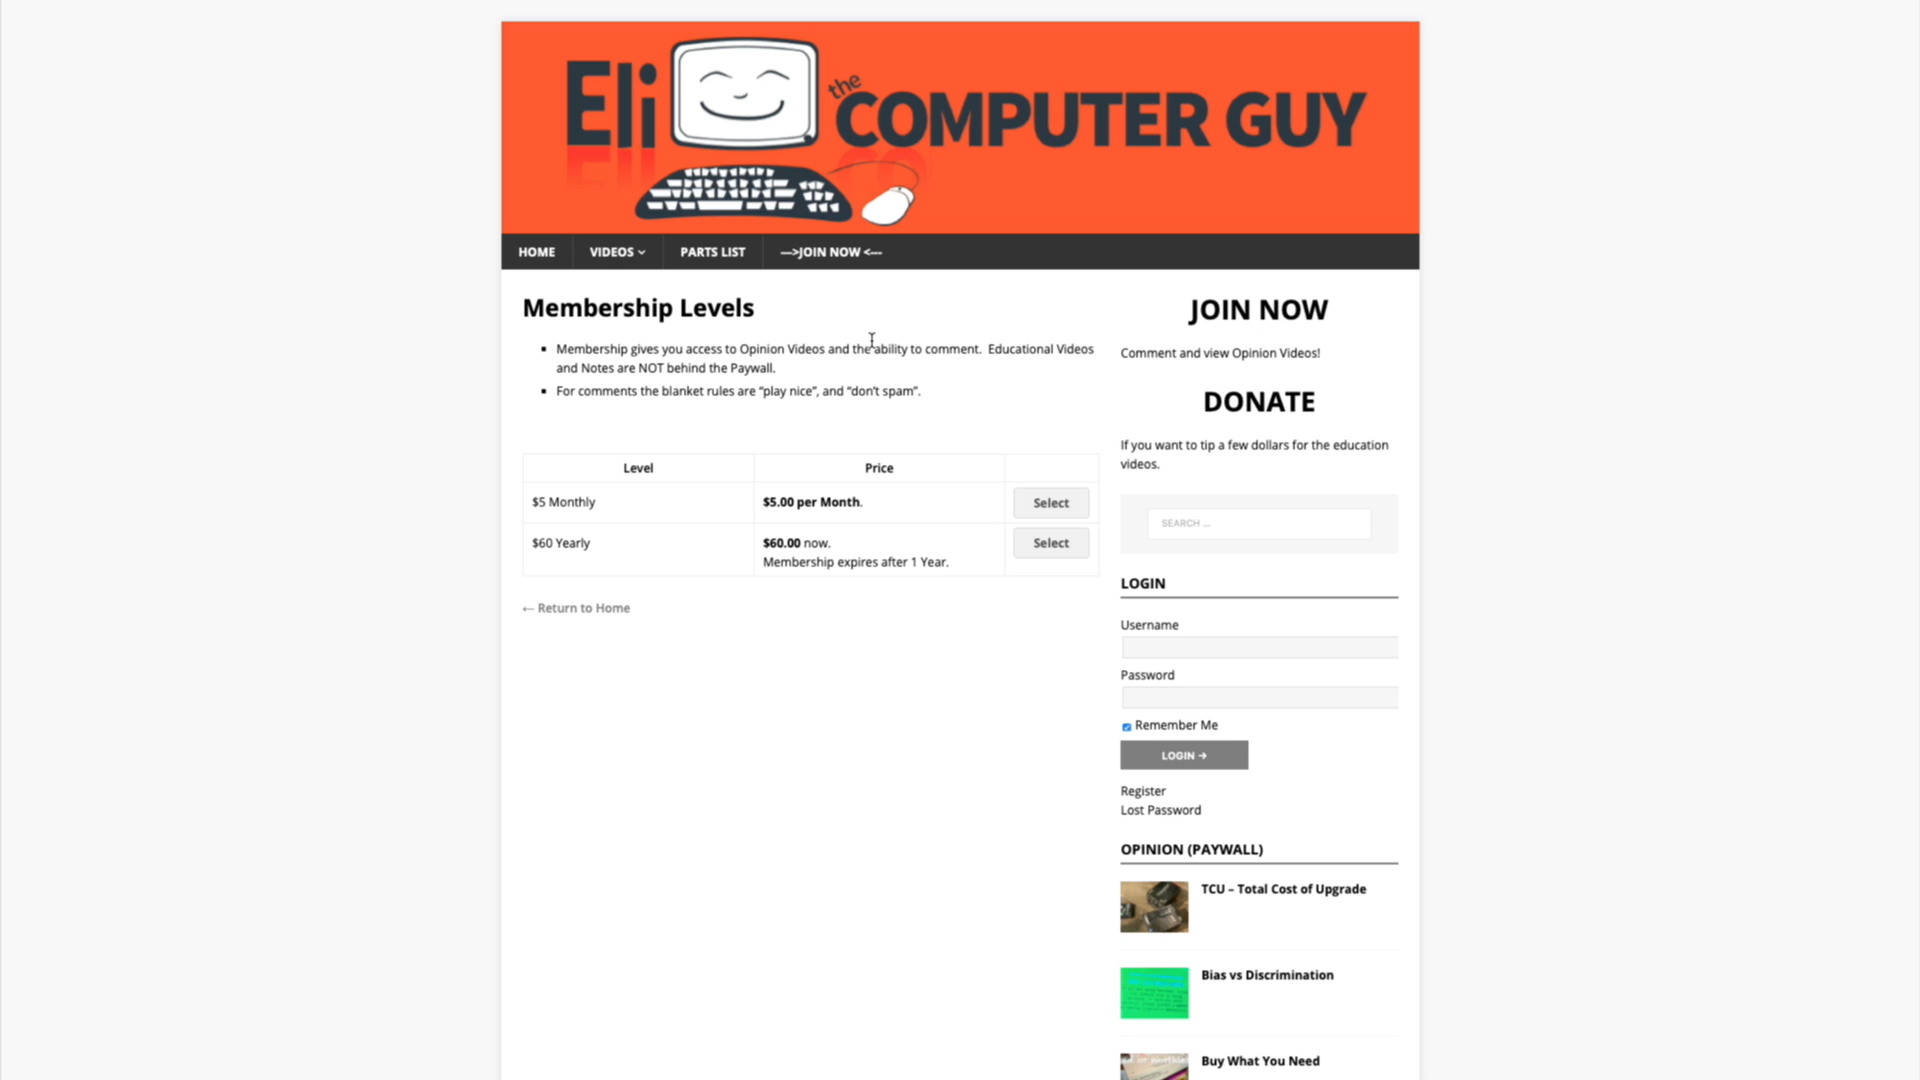 Eli the COMPUTER GUY
HOME
VIDEOS
PARTS LIST
--->JOIN NOW <---
Membership Levels
Membership gives you access to Opinion Videos and the ability to comment. Educational Videos
and Notes are NOT behind the Paywall.
For comments the blanket rules are “play nice”, and “don’t spam”.
Level Price
$5 Monthly $5.00 per Month. Select
$60 Yearly $60.00 now. Select
Membership expires after 1 Year.
← Return to Home
JOIN NOW
Comment and view Opinion Videos!
DONATE
If you want to tip a few dollars for the education
videos.
SEARCH ...
LOGIN
Username
Password
Remember Me
LOGIN →
Register
Lost Password
OPINION (PAYWALL)
TCU – Total Cost of Upgrade
Bias vs Discrimination
Buy What You Need